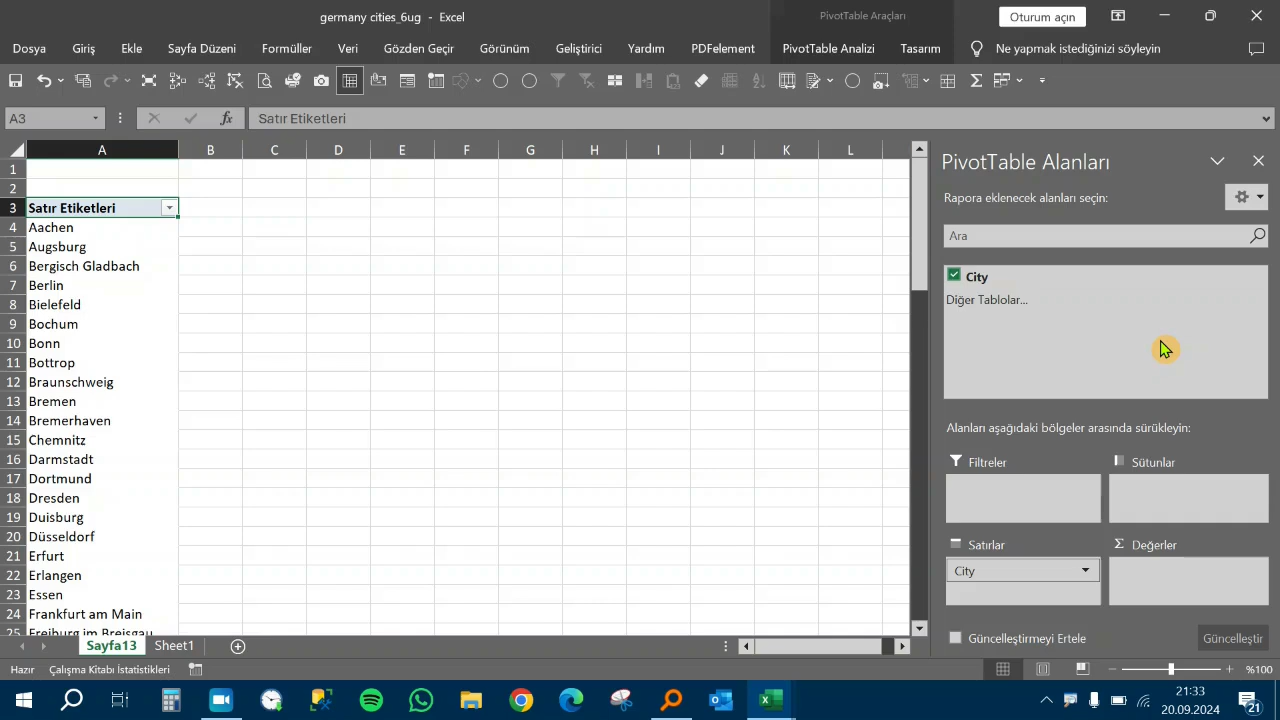 germany cities_6ug - Excel
PivotTable Araçları
Oturum açın
Dosya Giriş Ekle Sayfa Düzeni Formüller Veri Gözden Geçir Görünüm Geliştirici Yardım PDFelement PivotTable Analizi Tasarım Ne yapmak istediğinizi söyleyin
A3 fx Satır Etiketleri
A B C D E F G H I J K L
1
2
3 Satır Etiketleri
4 Aachen
5 Augsburg
6 Bergisch Gladbach
7 Berlin
8 Bielefeld
9 Bochum
10 Bonn
11 Bottrop
12 Braunschweig
13 Bremen
14 Bremerhaven
15 Chemnitz
16 Darmstadt
17 Dortmund
18 Dresden
19 Duisburg
20 Düsseldorf
21 Erfurt
22 Erlangen
23 Essen
24 Frankfurt am Main
25 Freiburg im Breisgau
PivotTable Alanları
Rapora eklenecek alanları seçin:
Ara
City
Diğer Tablolar...
Alanları aşağıdaki bölgeler arasında sürükleyin:
Filtreler
Sütunlar
Satırlar
Σ Değerler
City
Güncelleştirmeyi Ertele
Güncelleştir
Sayfa13 Sheet1
Hazır Çalışma Kitabı İstatistikleri
%100
21:33
20.09.2024
21